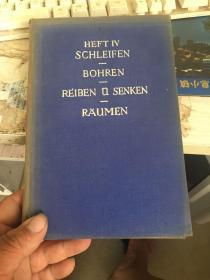 HEFT IV
SCHLEIFEN
BOHREN
REIBEN U SENKEN
RÄUMEN